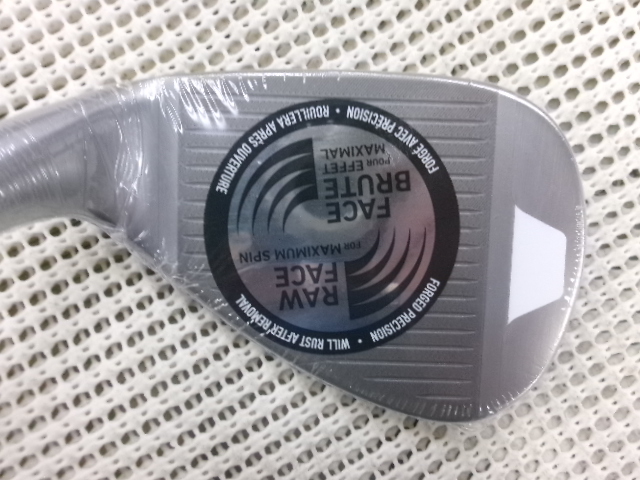 RAW
FACE
FOR MAXIMUM SPIN
FACE
BRUTE
POUR EFFET
MAXIMAL
FORGED PRECISION • WILL RUST AFTER REMOVAL
FORGÉ AVEC PRÉCISION • ROUILLERA APRÈS OUVERTURE